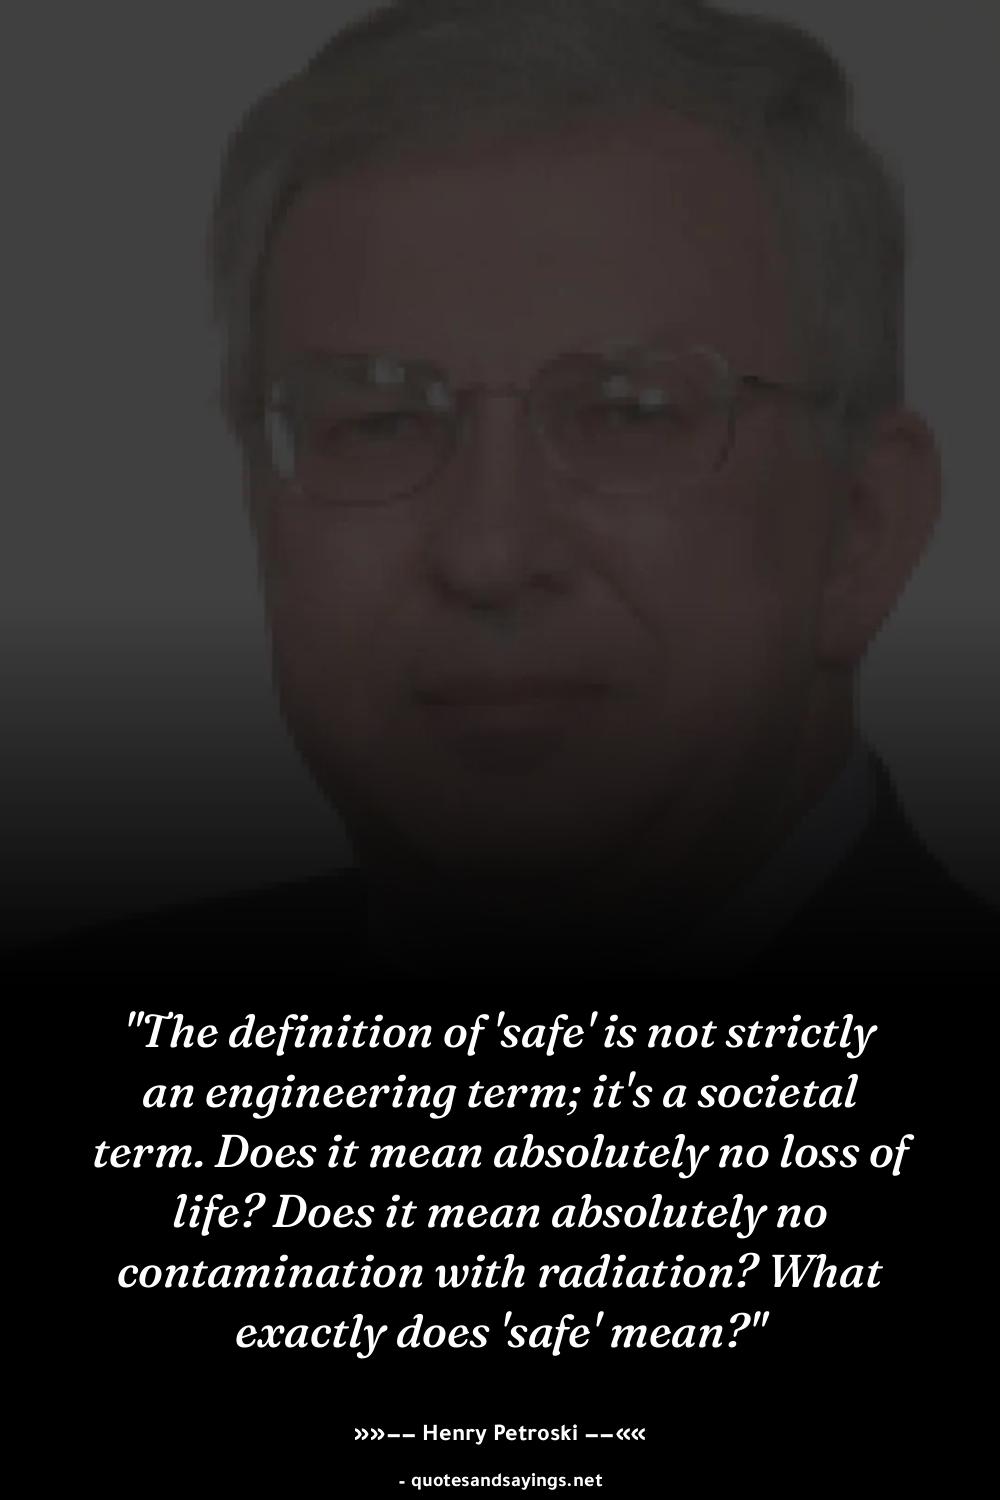 "The definition of 'safe' is not strictly
an engineering term; it's a societal
term. Does it mean absolutely no loss of
life? Does it mean absolutely no
contamination with radiation? What
exactly does 'safe' mean?"
»»–– Henry Petroski ––««
- quotesandsayings.net